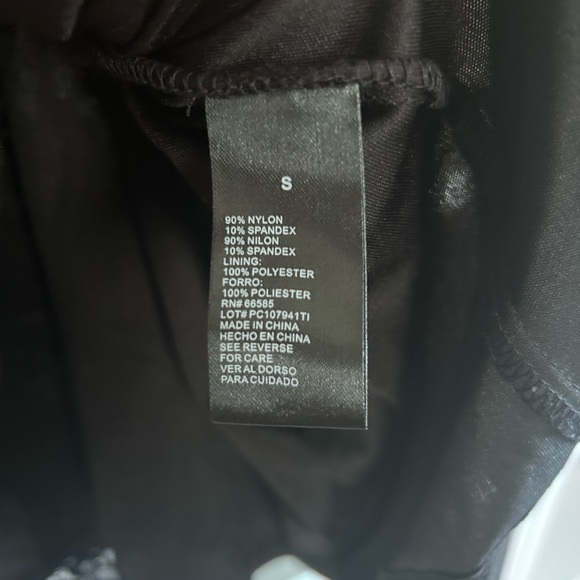 S
90% NYLON
10% SPANDEX
90% NILON
10% SPANDEX
LINING:
100% POLYESTER
FORRO:
100% POLIESTER
RN# 66585
LOT# PC107941TI
MADE IN CHINA
HECHO EN CHINA
SEE REVERSE
FOR CARE
VER AL DORSO
PARA CUIDADO